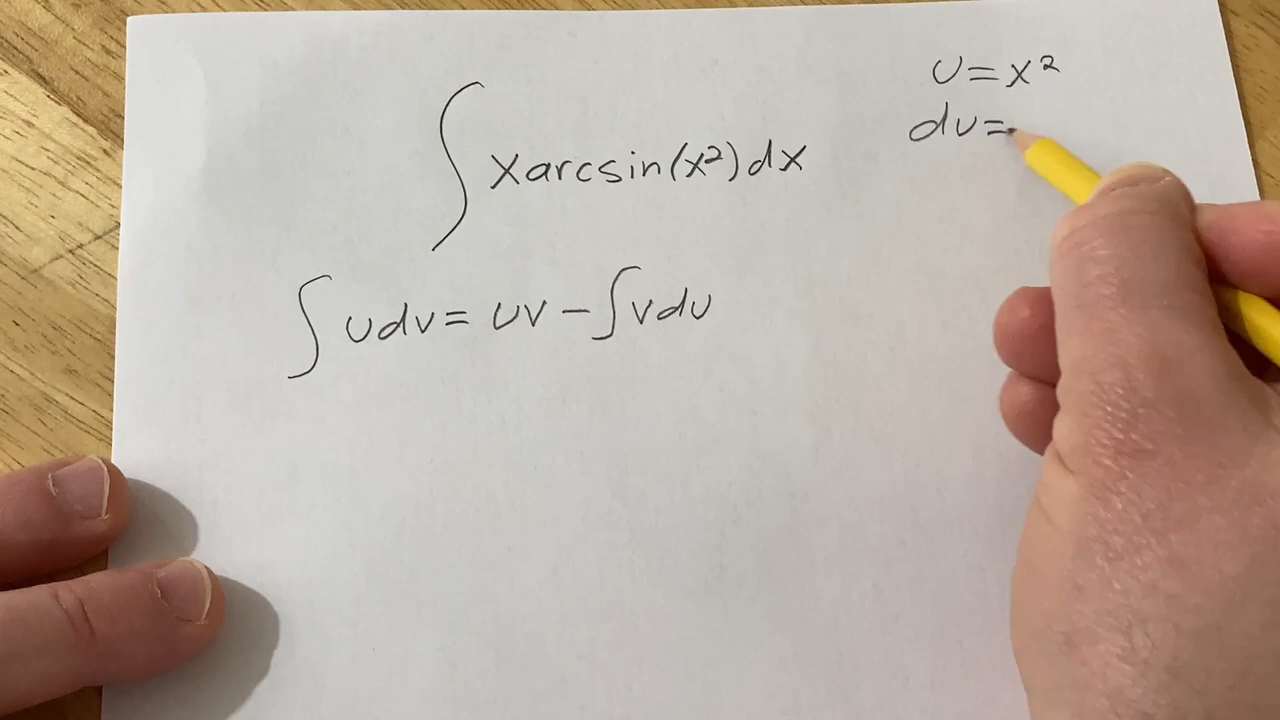 ∫ x arcsin(x²) dx
u = x²
du =
∫ u dv = uv - ∫ v du